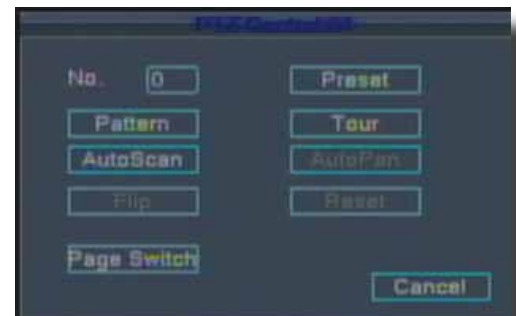 No. 0 Preset
Pattern Tour
AutoScan AutoPan
Flip Reset
Page Switch
Cancel